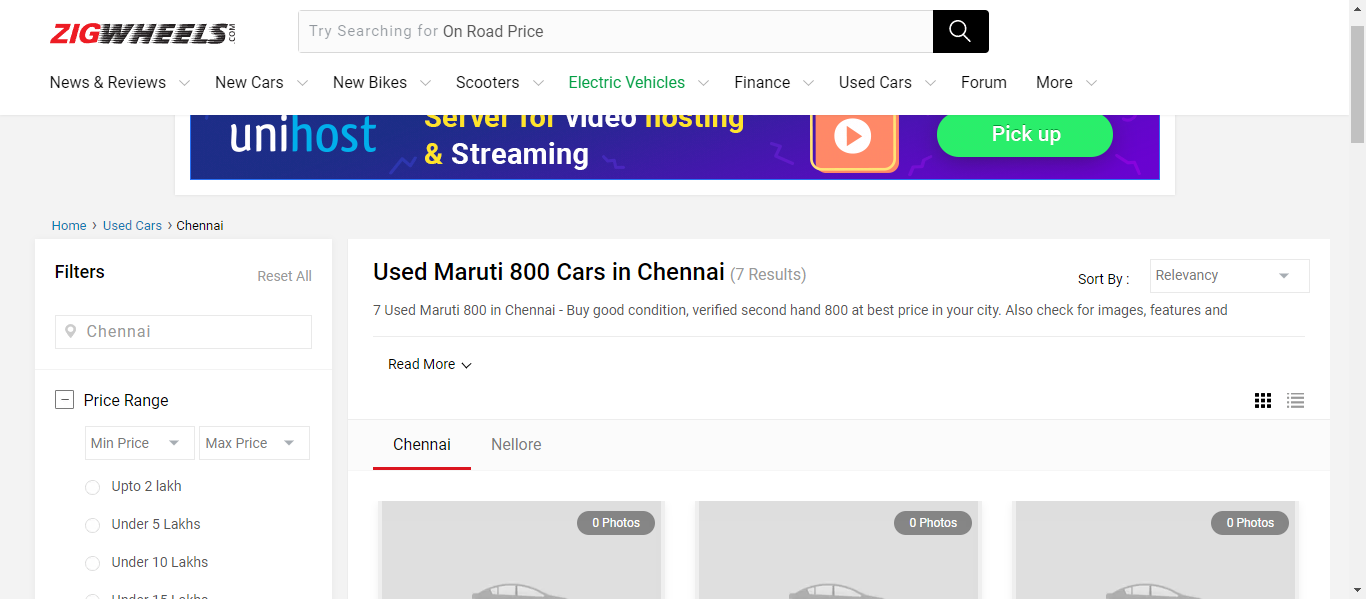 ZIGWHEELS.COM
Try Searching for On Road Price
News & Reviews New Cars New Bikes Scooters Electric Vehicles Finance Used Cars Forum More
unihost
Server for video hosting
& Streaming
Pick up
Home › Used Cars › Chennai
Filters
Reset All
Chennai
Price Range
Min Price Max Price
Upto 2 lakh
Under 5 Lakhs
Under 10 Lakhs
Under 15 Lakhs
Used Maruti 800 Cars in Chennai (7 Results)
Sort By : Relevancy
7 Used Maruti 800 in Chennai - Buy good condition, verified second hand 800 at best price in your city. Also check for images, features and
Read More
Chennai Nellore
0 Photos 0 Photos 0 Photos